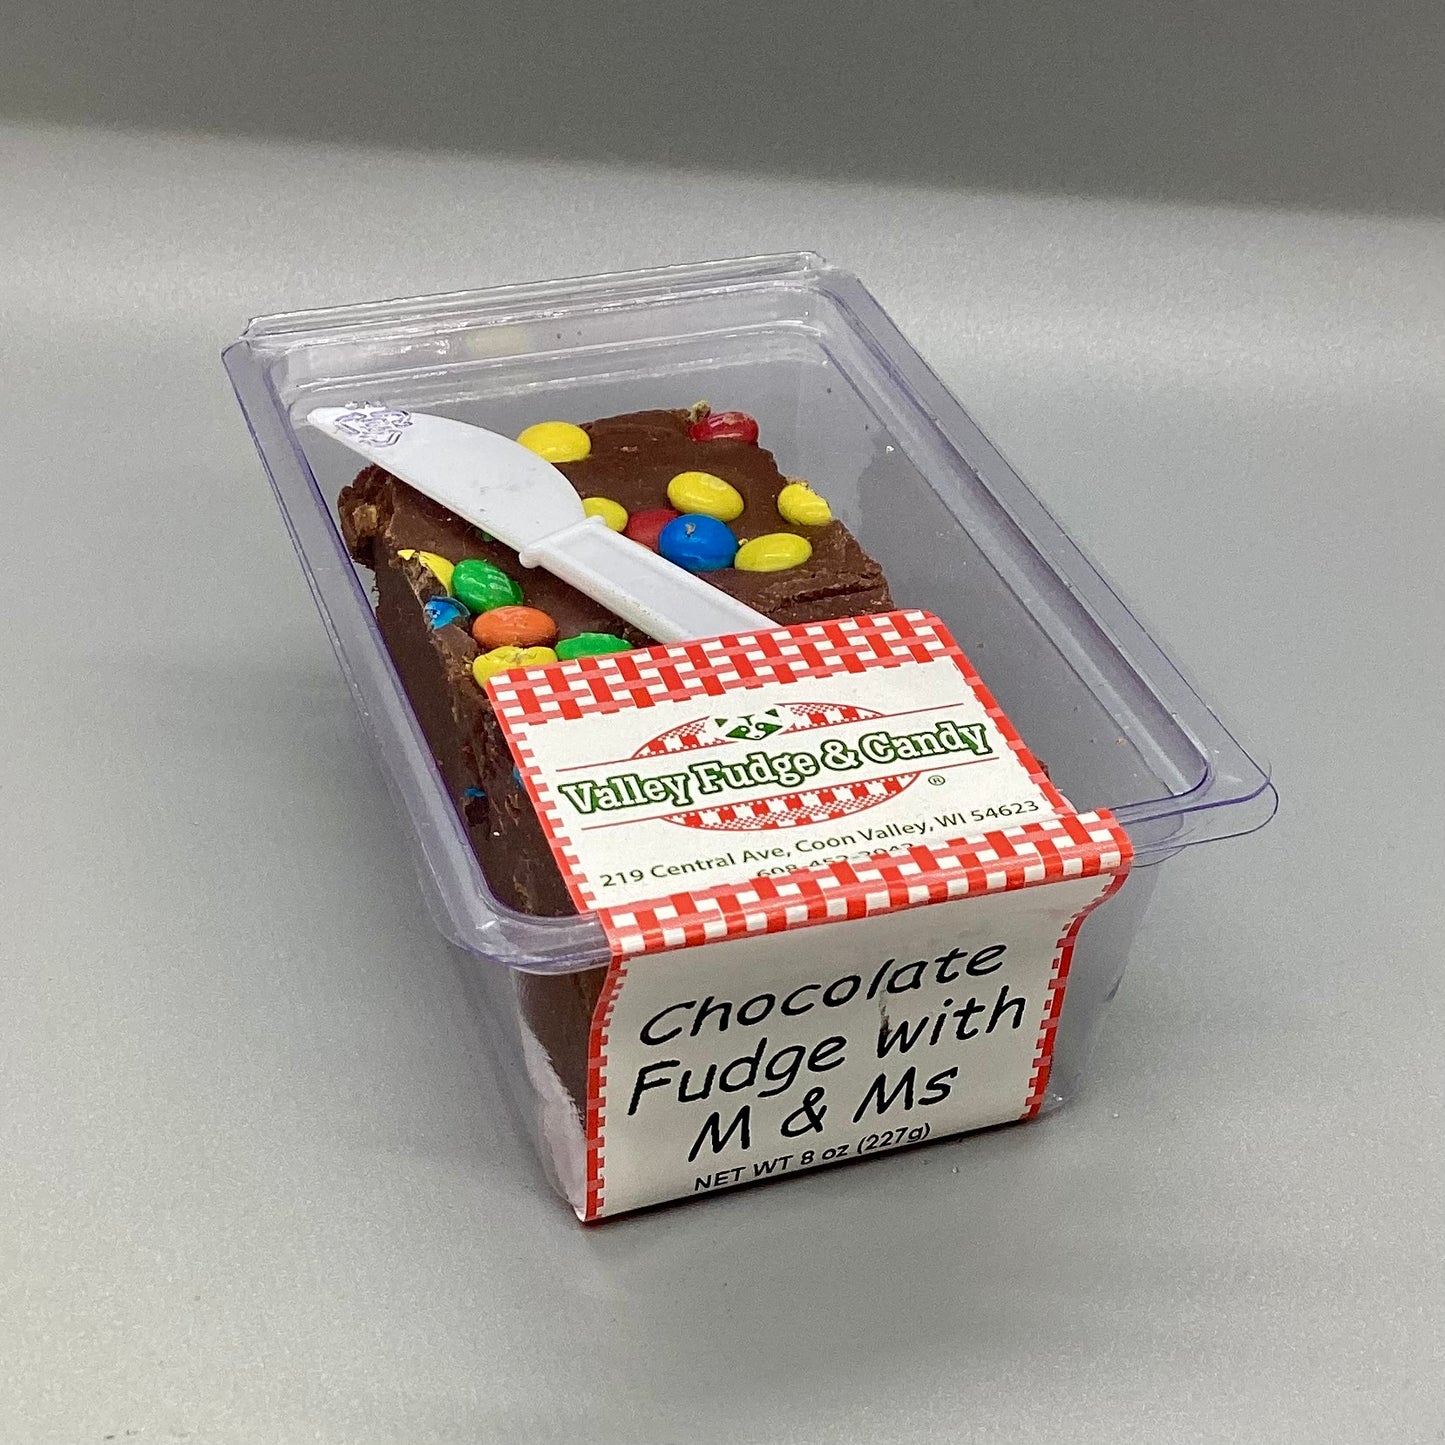 Valley Fudge & Candy
®
219 Central Ave, Coon Valley, WI 54623
Chocolate
Fudge with
M & Ms
NET WT 8 oz (227g)